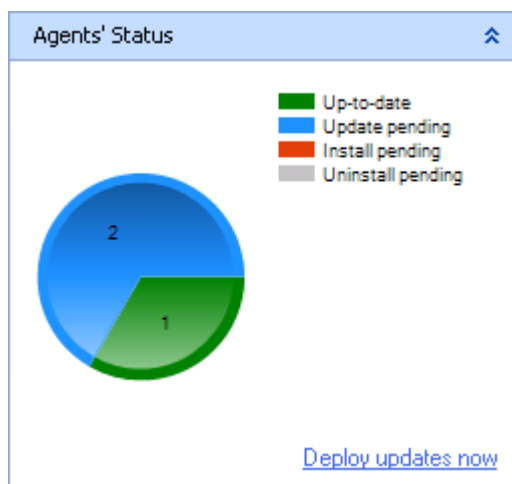 Agents' Status
Up-to-date
Update pending
Install pending
Uninstall pending
2
1
Deploy updates now